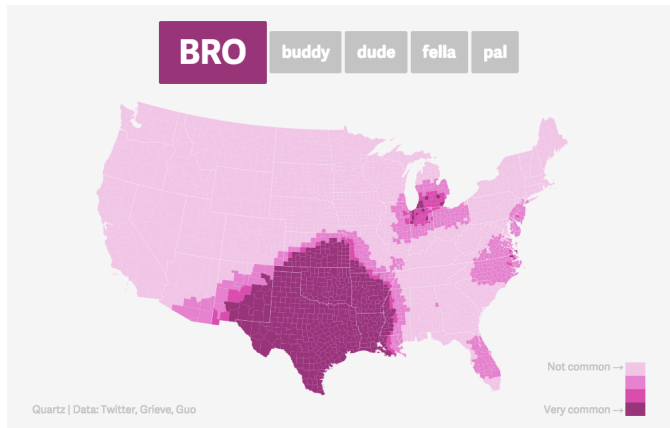 BRO buddy dude fella pal
Not common →
Very common →
Quartz | Data: Twitter, Grieve, Guo